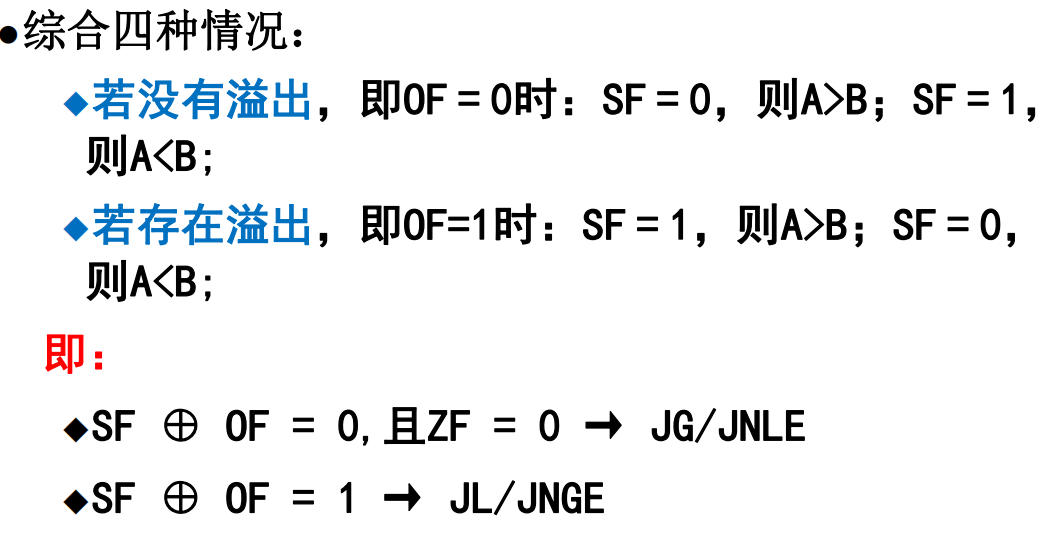 ●综合四种情况：
◆若没有溢出，即OF=0时：SF=0，则A>B；SF=1，
则A<B;
◆若存在溢出，即OF=1时：SF=1，则A>B；SF=0，
则A<B;
即：
◆SF ⊕ OF = 0,且ZF = 0 → JG/JNLE
◆SF ⊕ OF = 1 → JL/JNGE